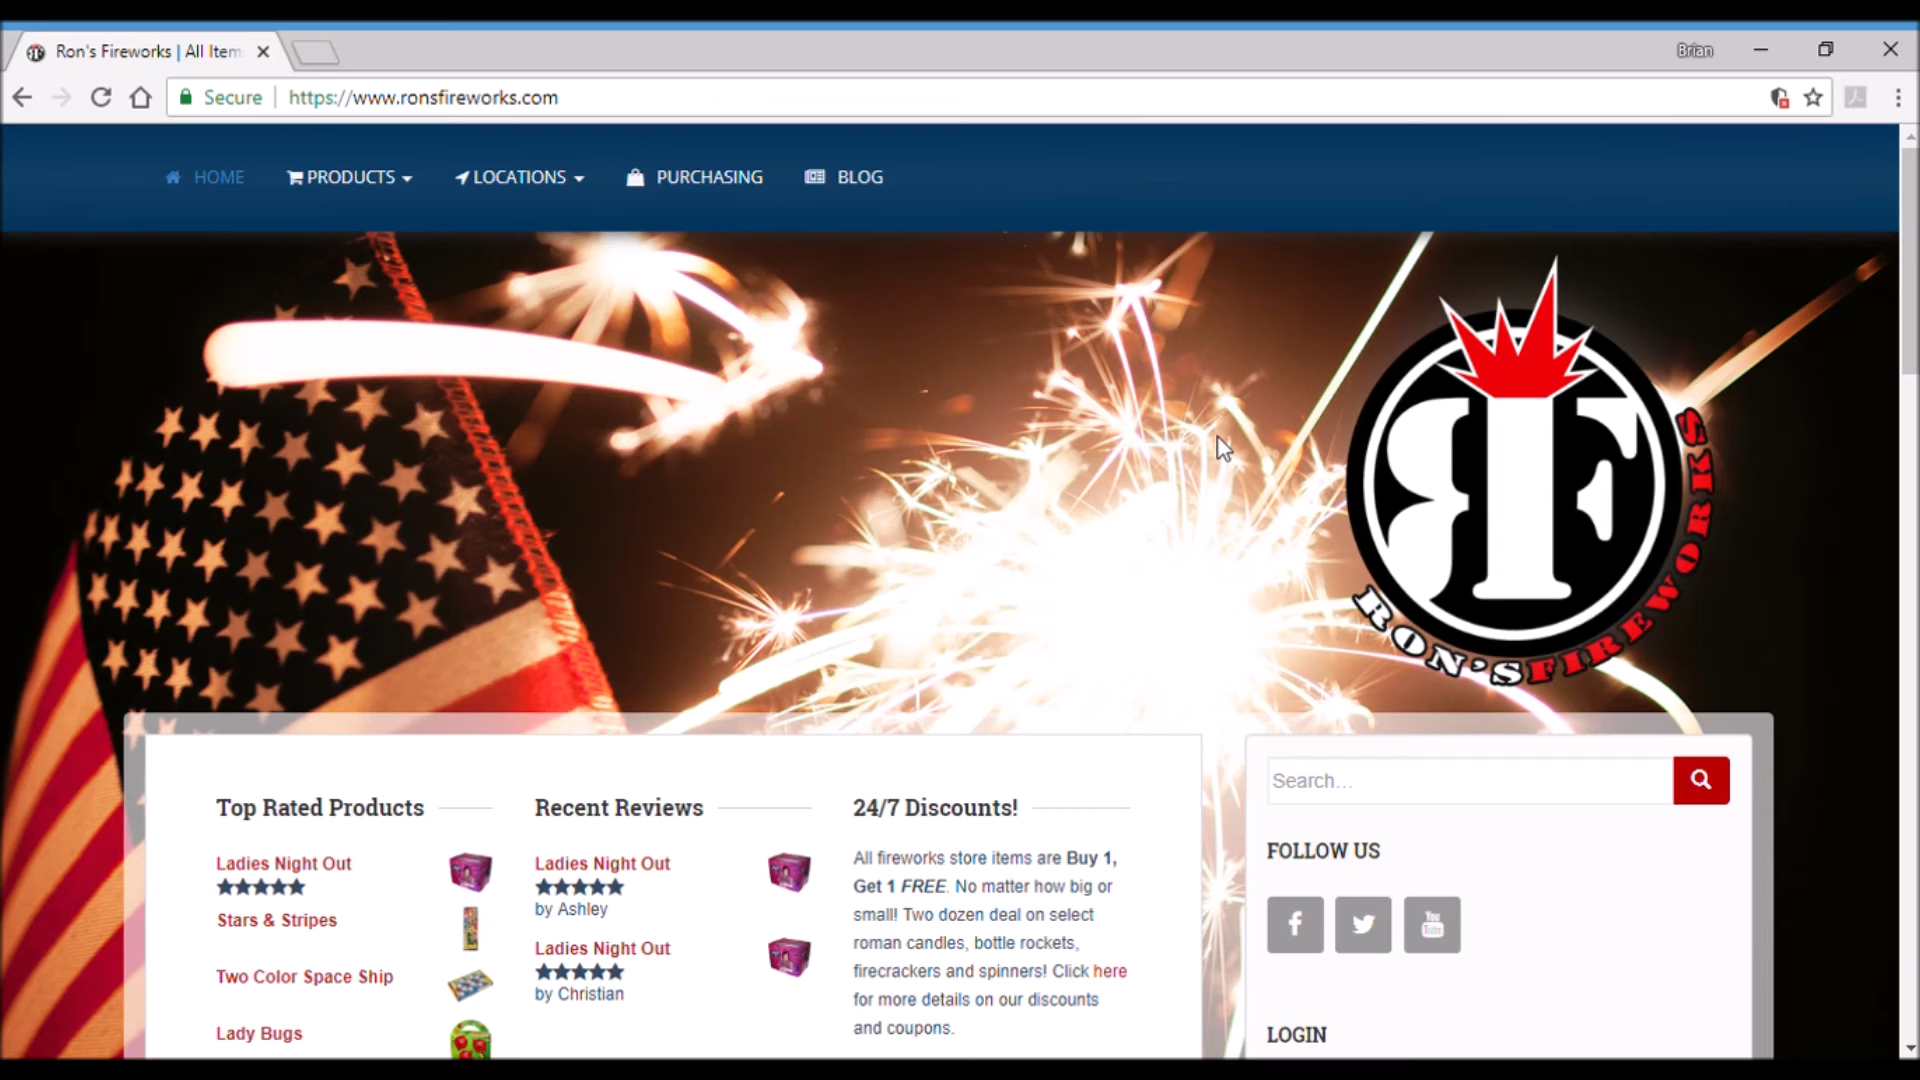 Ron's Fireworks | All Item
Brian
Secure
https://www.ronsfireworks.com
HOME
PRODUCTS
LOCATIONS
PURCHASING
BLOG
RF
RON'SFIREWORKS
Top Rated Products
Ladies Night Out
Stars & Stripes
Two Color Space Ship
Lady Bugs
Recent Reviews
Ladies Night Out
by Ashley
Ladies Night Out
by Christian
24/7 Discounts!
All fireworks store items are Buy 1,
Get 1 FREE. No matter how big or
small! Two dozen deal on select
roman candles, bottle rockets,
firecrackers and spinners! Click here
for more details on our discounts
and coupons.
Search...
FOLLOW US
You
Tube
LOGIN